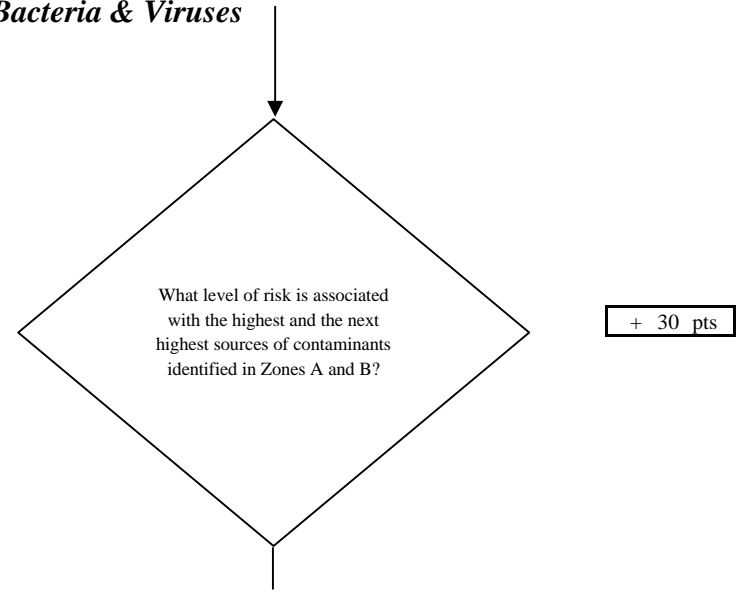 Bacteria & Viruses
What level of risk is associated
with the highest and the next
highest sources of contaminants
identified in Zones A and B?
+ 30 pts